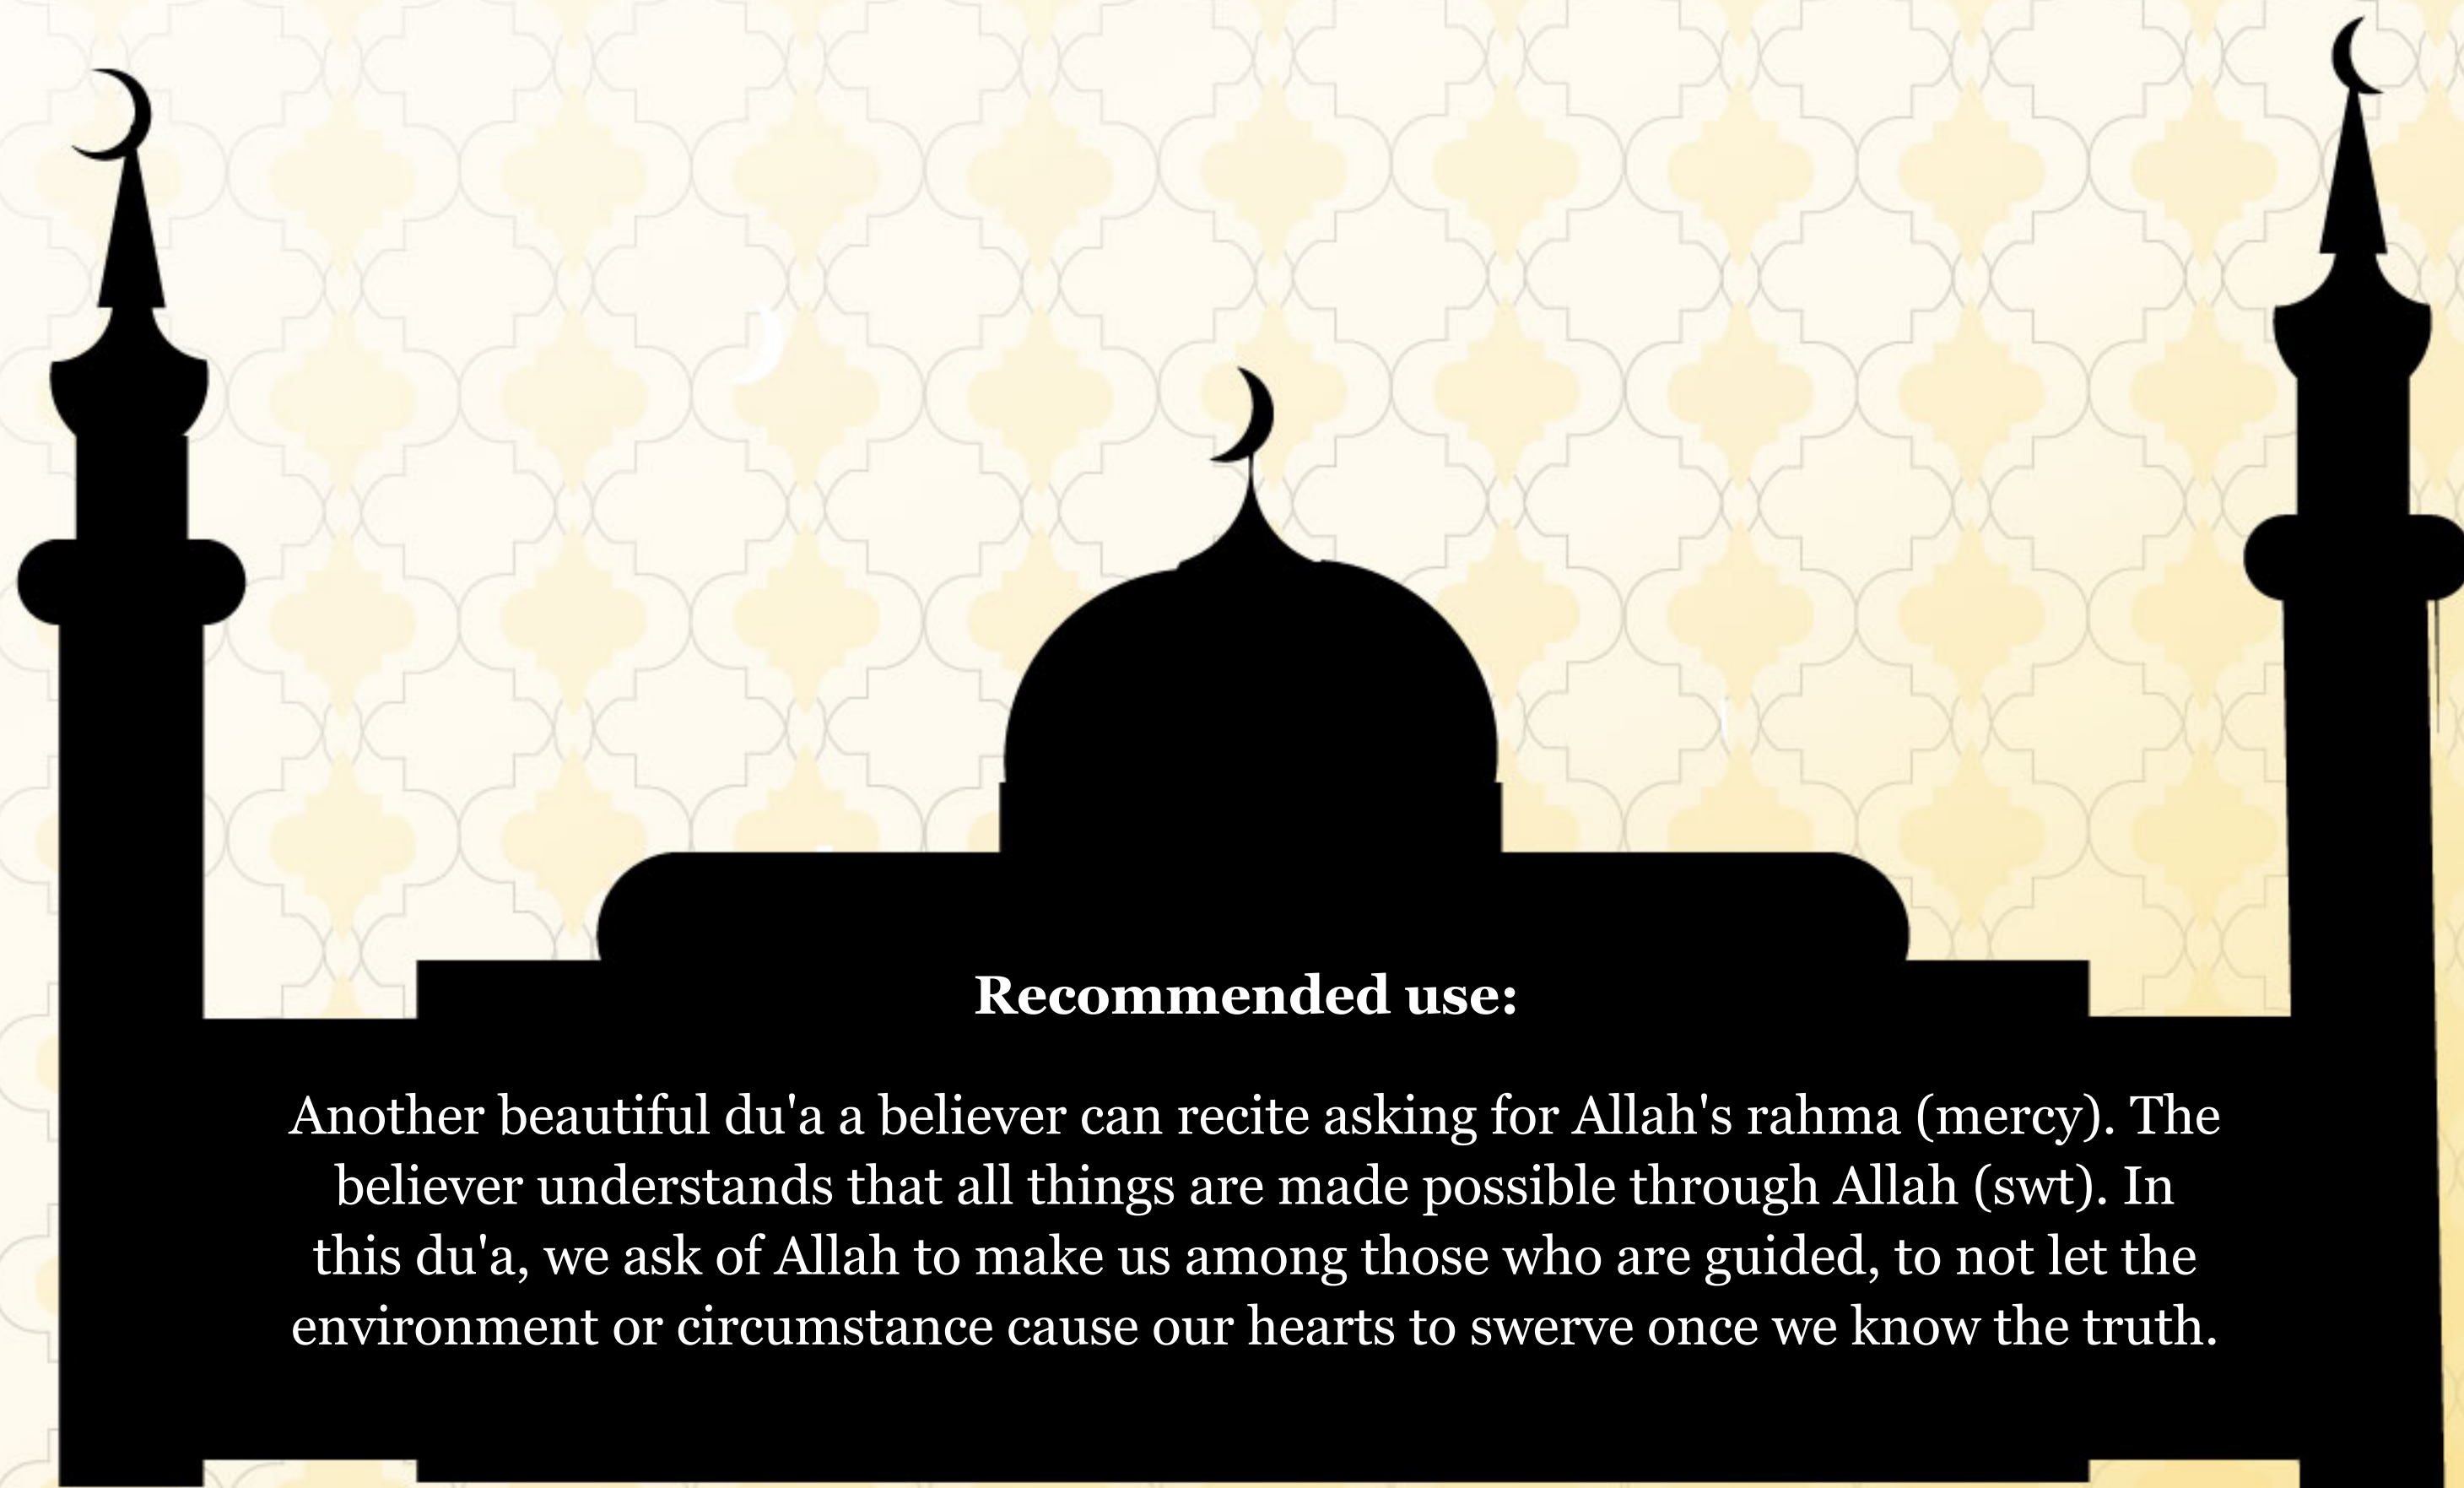 Recommended use:
Another beautiful du'a a believer can recite asking for Allah's rahma (mercy). The
believer understands that all things are made possible through Allah (swt). In
this du'a, we ask of Allah to make us among those who are guided, to not let the
environment or circumstance cause our hearts to swerve once we know the truth.